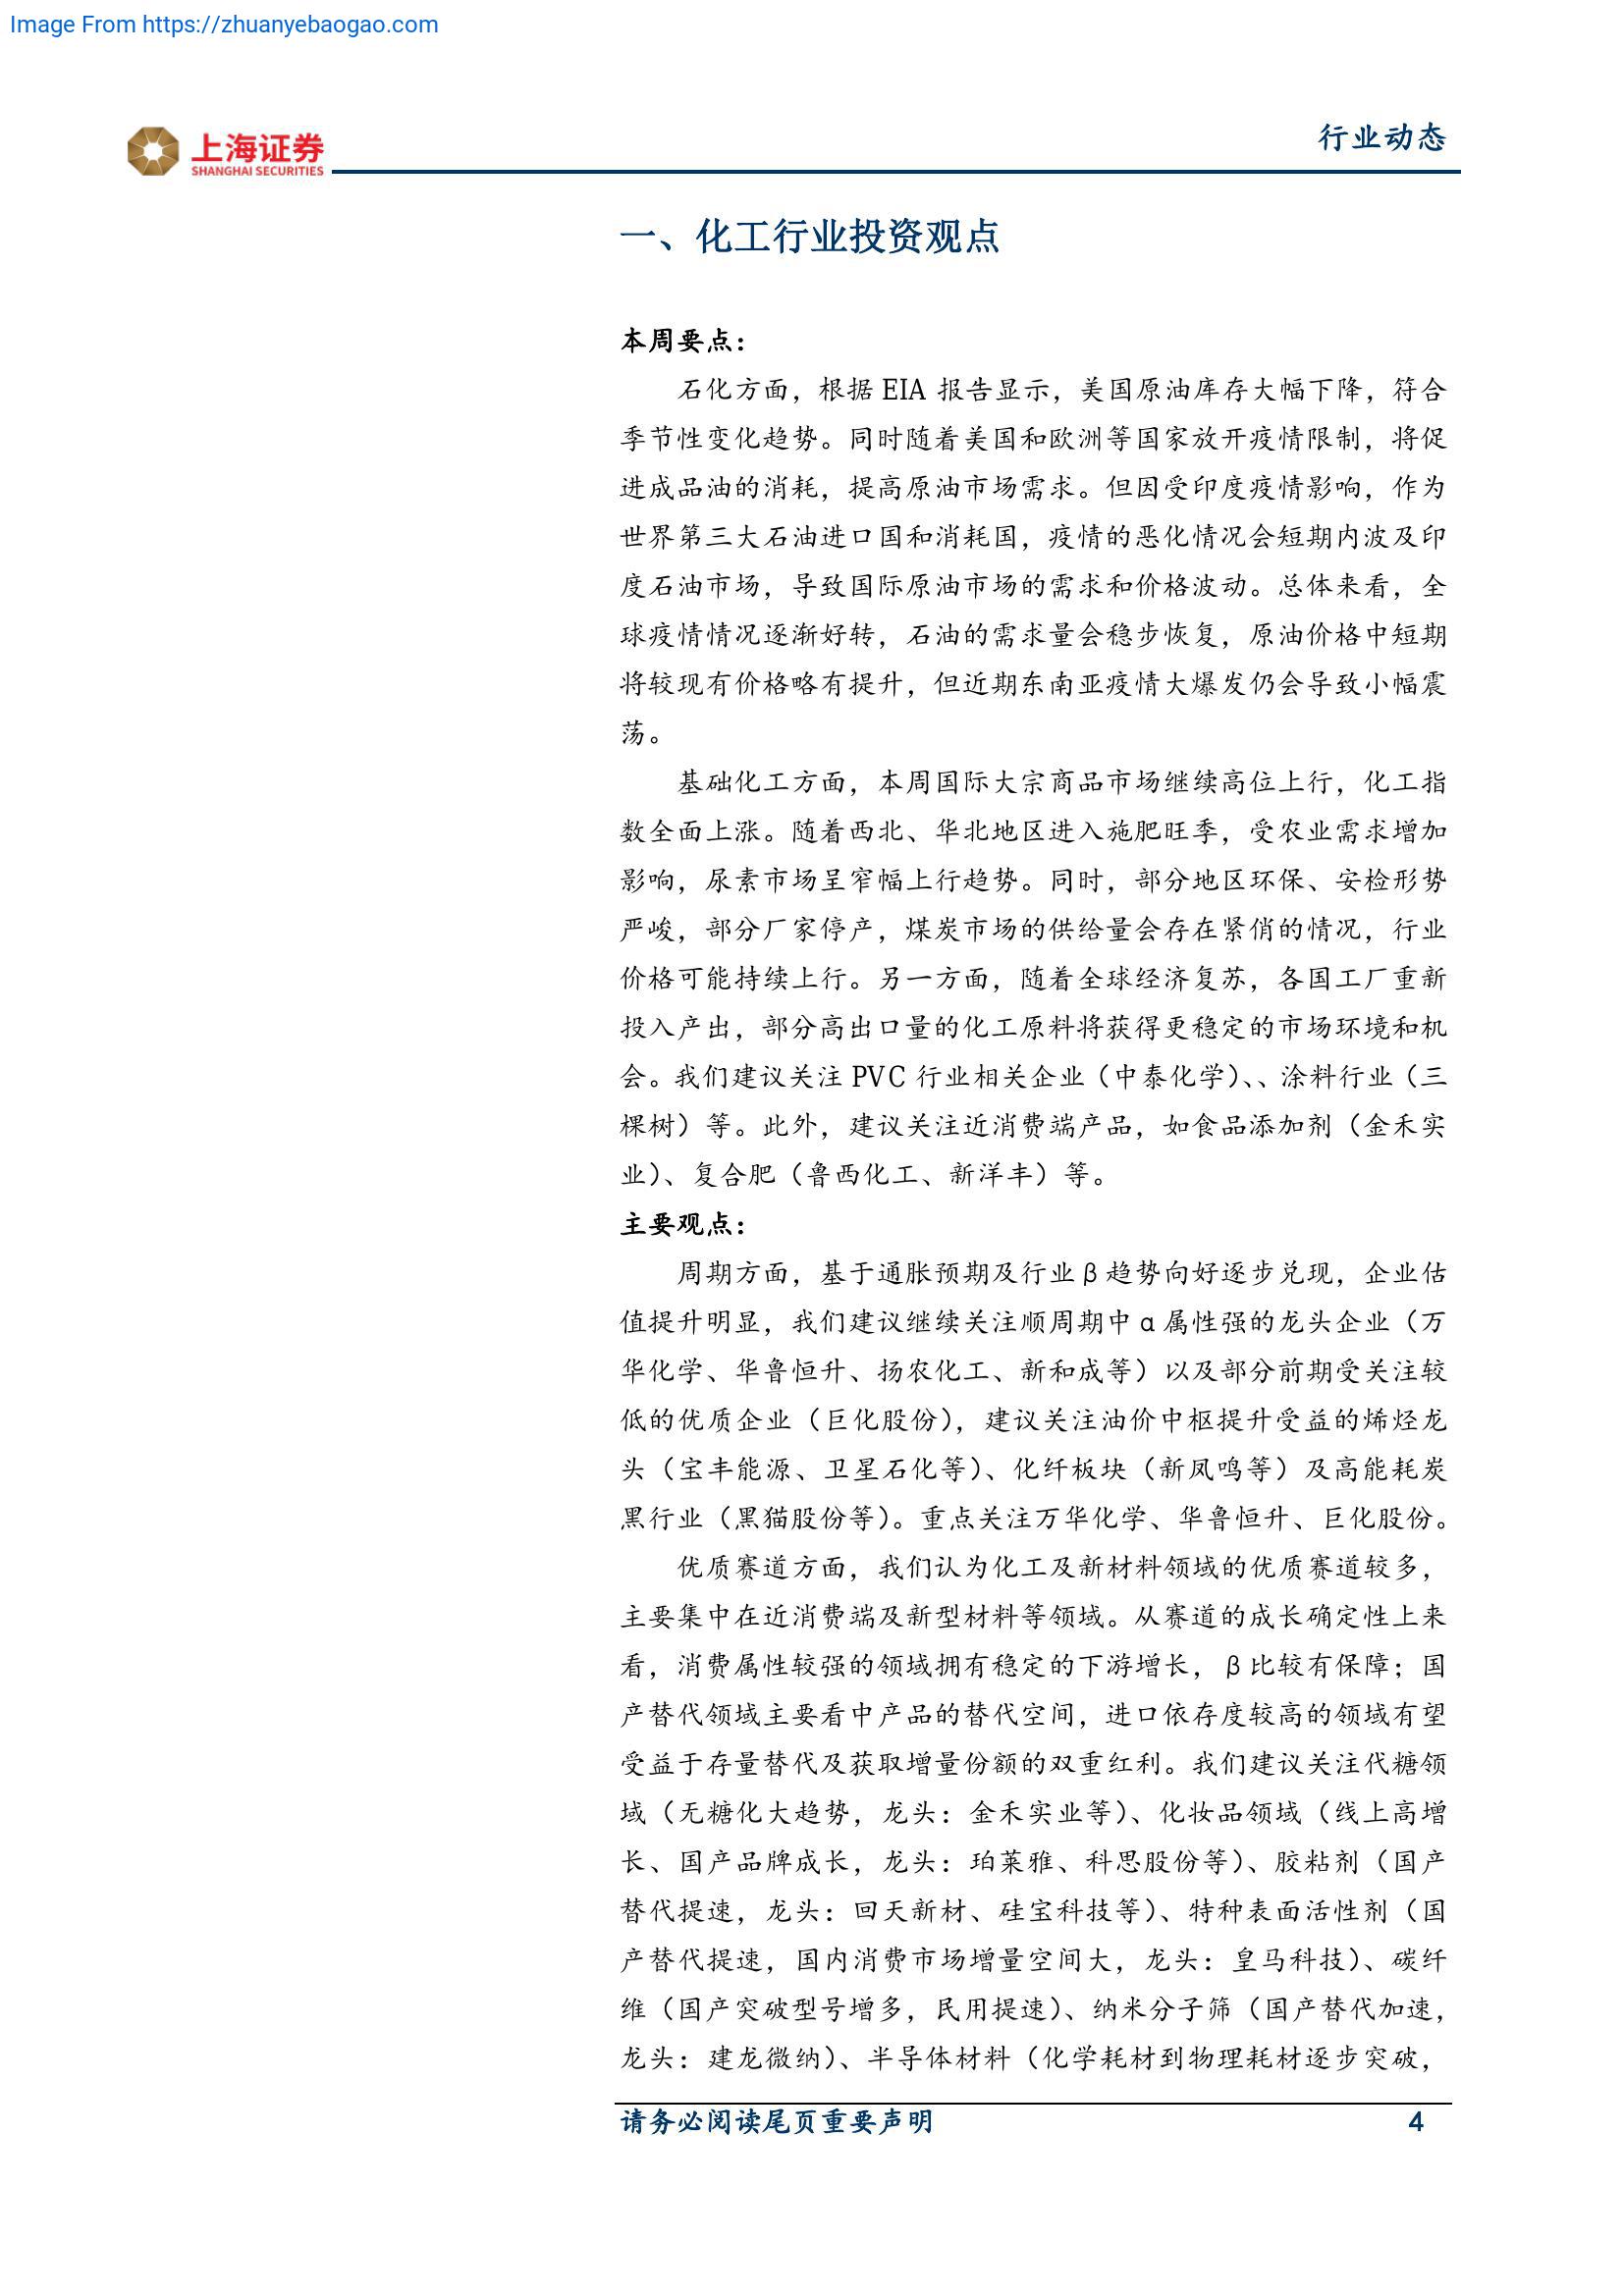 Image From https://zhuanyebaogao.com
上海证券
SHANGHAI SECURITIES
行业动态
一、化工行业投资观点
本周要点：
石化方面，根据 EIA 报告显示，美国原油库存大幅下降，符合
季节性变化趋势。同时随着美国和欧洲等国家放开疫情限制，将促
进成品油的消耗，提高原油市场需求。但因受印度疫情影响，作为
世界第三大石油进口国和消耗国，疫情的恶化情况会短期内波及印
度石油市场，导致国际原油市场的需求和价格波动。总体来看，全
球疫情情况逐渐好转，石油的需求量会稳步恢复，原油价格中短期
将较现有价格略有提升，但近期东南亚疫情大爆发仍会导致小幅震
荡。
基础化工方面，本周国际大宗商品市场继续高位上行，化工指
数全面上涨。随着西北、华北地区进入施肥旺季，受农业需求增加
影响，尿素市场呈窄幅上行趋势。同时，部分地区环保、安检形势
严峻，部分厂家停产，煤炭市场的供给量会存在紧俏的情况，行业
价格可能持续上行。另一方面，随着全球经济复苏，各国工厂重新
投入产出，部分高出口量的化工原料将获得更稳定的市场环境和机
会。我们建议关注 PVC 行业相关企业（中泰化学）、、涂料行业（三
棵树）等。此外，建议关注近消费端产品，如食品添加剂（金禾实
业）、复合肥（鲁西化工、新洋丰）等。
主要观点：
周期方面，基于通胀预期及行业 β 趋势向好逐步兑现，企业估
值提升明显，我们建议继续关注顺周期中 α 属性强的龙头企业（万
华化学、华鲁恒升、扬农化工、新和成等）以及部分前期受关注较
低的优质企业（巨化股份），建议关注油价中枢提升受益的烯烃龙
头（宝丰能源、卫星石化等）、化纤板块（新凤鸣等）及高能耗炭
黑行业（黑猫股份等）。重点关注万华化学、华鲁恒升、巨化股份。
优质赛道方面，我们认为化工及新材料领域的优质赛道较多，
主要集中在近消费端及新型材料等领域。从赛道的成长确定性上来
看，消费属性较强的领域拥有稳定的下游增长，β 比较有保障；国
产替代领域主要看中产品的替代空间，进口依存度较高的领域有望
受益于存量替代及获取增量份额的双重红利。我们建议关注代糖领
域（无糖化大趋势，龙头：金禾实业等）、化妆品领域（线上高增
长、国产品牌成长，龙头：珀莱雅、科思股份等）、胶粘剂（国产
替代提速，龙头：回天新材、硅宝科技等）、特种表面活性剂（国
产替代提速，国内消费市场增量空间大，龙头：皇马科技）、碳纤
维（国产突破型号增多，民用提速）、纳米分子筛（国产替代加速，
龙头：建龙微纳）、半导体材料（化学耗材到物理耗材逐步突破，
请务必阅读尾页重要声明
4